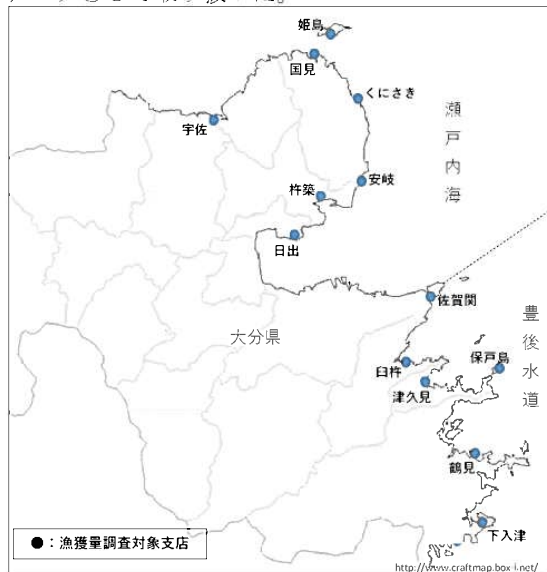 姫島
国見
くにさき
宇佐
瀬戸内海
安岐
杵築
日出
佐賀関
豊後水道
大分県
保戸島
臼杵
津久見
鶴見
下入津
●：漁獲量調査対象支店